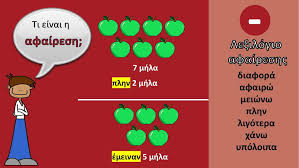 Τι είναι η
αφαίρεση;
7 μήλα
πλην 2 μήλα
έμειναν 5 μήλα
-
Λεξιλόγιο
αφαίρεσης
διαφορά
αφαιρώ
μειώνω
πλην
λιγότερα
χάνω
υπόλοιπα